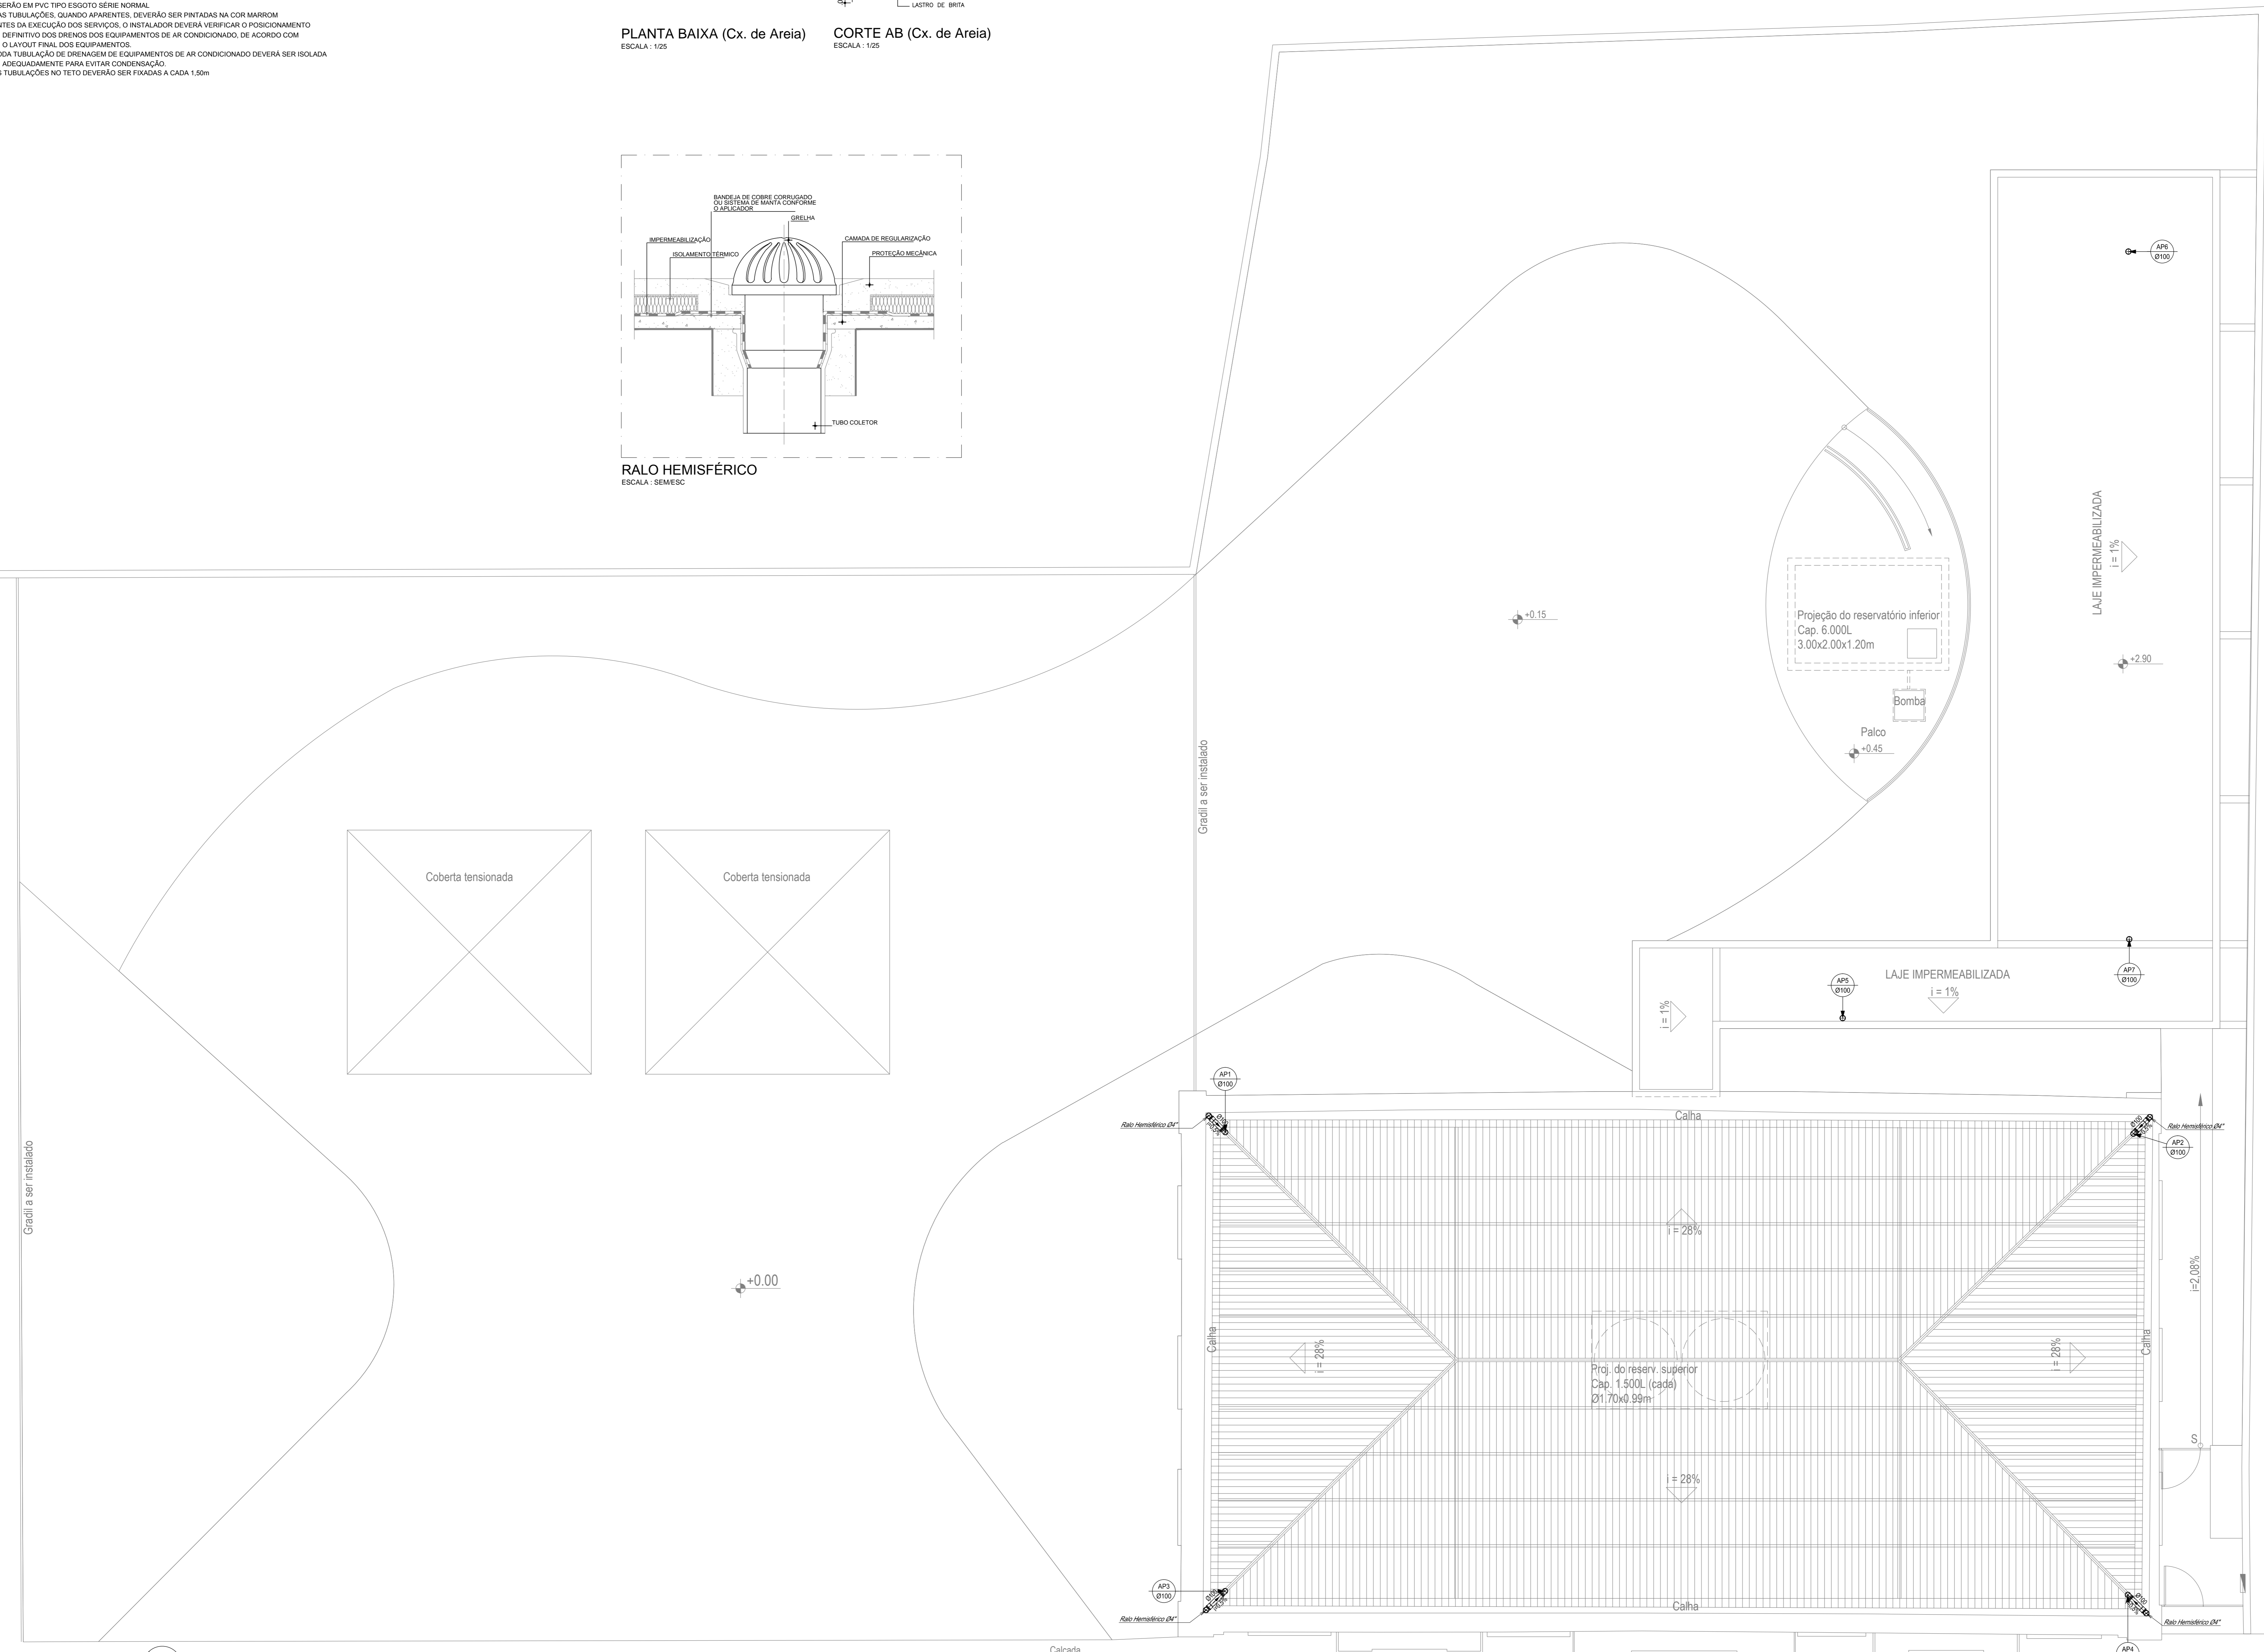 SERÃO EM PVC TIPO ESGOTO SÉRIE NORMAL
AS TUBULAÇÕES, QUANDO APARENTES, DEVERÃO SER PINTADAS NA COR MARROM
NTES DA EXECUÇÃO DOS SERVIÇOS, O INSTALADOR DEVERÁ VERIFICAR O POSICIONAMENTO
DEFINITIVO DOS DRENOS DOS EQUIPAMENTOS DE AR CONDICIONADO, DE ACORDO COM
O LAYOUT FINAL DOS EQUIPAMENTOS.
ODA TUBULAÇÃO DE DRENAGEM DE EQUIPAMENTOS DE AR CONDICIONADO DEVERÁ SER ISOLADA
ADEQUADAMENTE PARA EVITAR CONDENSAÇÃO.
S TUBULAÇÕES NO TETO DEVERÃO SER FIXADAS A CADA 1,50m
LASTRO DE BRITA
PLANTA BAIXA (Cx. de Areia)
ESCALA : 1/25
CORTE AB (Cx. de Areia)
ESCALA : 1/25
BANDEJA DE COBRE CORRUGADO
OU SISTEMA DE MANTA CONFORME
O APLICADOR
GRELHA
IMPERMEABILIZAÇÃO
CAMADA DE REGULARIZAÇÃO
ISOLAMENTO TÉRMICO
PROTEÇÃO MECÂNICA
TUBO COLETOR
RALO HEMISFÉRICO
ESCALA : SEM/ESC
AP6
Ø100
LAJE IMPERMEABILIZADA
i = 1%
+0.15
Projeção do reservatório inferior
Cap. 6.000L
3.00x2.00x1.20m
+2.90
Bomba
Palco
+0.45
Gradil a ser instalado
Coberta tensionada
Coberta tensionada
LAJE IMPERMEABILIZADA
i = 1%
AP7
Ø100
AP5
Ø100
i = 1%
AP1
Ø100
Calha
Ralo Hemisférico Ø4"
Ø100
Ø100
Ralo Hemisférico Ø4"
AP2
Ø100
Gradil a ser instalado
i = 28%
i=2,08%
+0.00
Calha
i = 28%
i = 28%
Calha
Proj. do reserv. superior
Cap. 1.500L (cada)
Ø1.70x0.99m
S
i = 28%
AP3
Ø100
Ø100
Ralo Hemisférico Ø4"
Calha
Ø100
Ralo Hemisférico Ø4"
Calçada
AP4